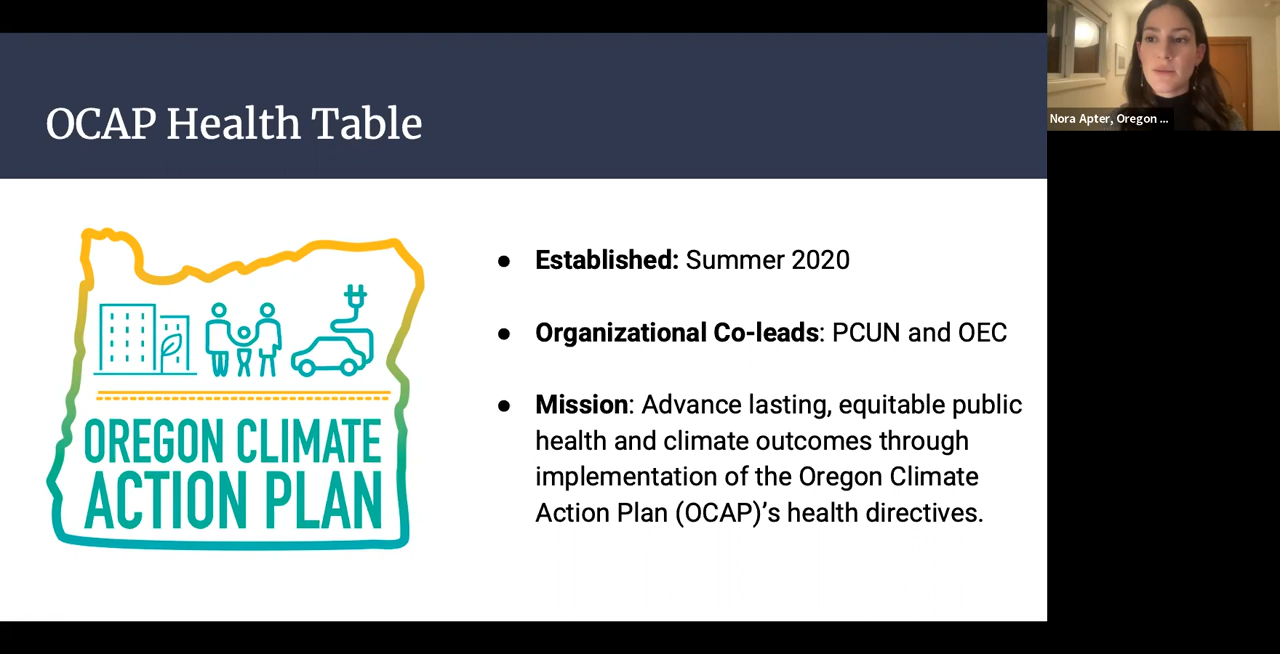 OCAP Health Table
Nora Apter, Oregon ...
OREGON CLIMATE
ACTION PLAN
● Established: Summer 2020
● Organizational Co-leads: PCUN and OEC
● Mission: Advance lasting, equitable public
health and climate outcomes through
implementation of the Oregon Climate
Action Plan (OCAP)’s health directives.